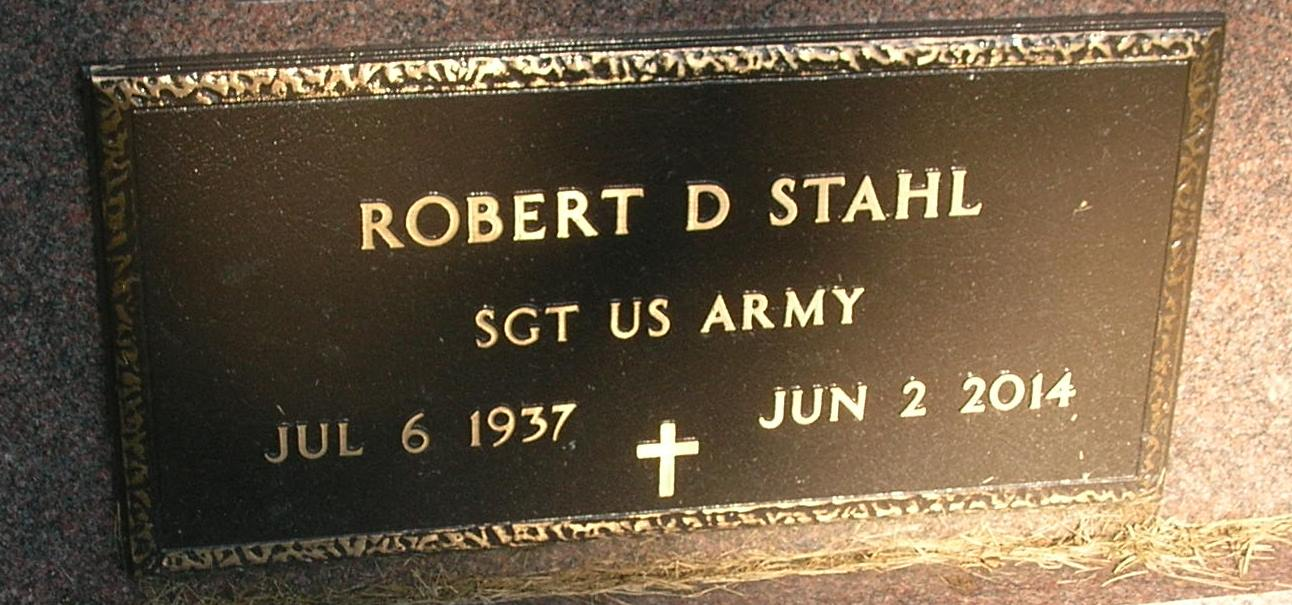 ROBERT D STAHL
SGT US ARMY
JUL 6 1937 JUN 2 2014